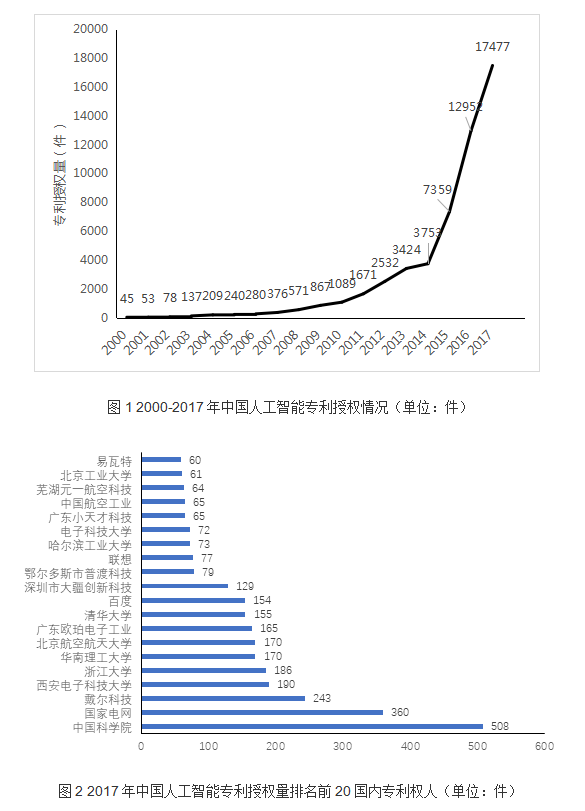 20000
18000
16000
14000
12000
10000
8000
6000
4000
2000
0
专利授权量（件）
45 53 78 137 209 240 280 376 571 867 1089 1671 2532 3424 3753 7359 12952 17477
2000 2001 2002 2003 2004 2005 2006 2007 2008 2009 2010 2011 2012 2013 2014 2015 2016 2017
图 1 2000-2017 年中国人工智能专利授权情况（单位：件）
易瓦特 60
北京工业大学 61
芜湖元一航空科技 64
中国航空工业 65
广东小天才科技 65
电子科技大学 72
哈尔滨工业大学 73
联想 77
鄂尔多斯市普渡科技 79
深圳市大疆创新科技 129
百度 154
清华大学 155
广东欧珀电子工业 165
北京航空航天大学 170
华南理工大学 170
浙江大学 186
西安电子科技大学 190
戴尔科技 243
国家电网 360
中国科学院 508
0 100 200 300 400 500 600
图 2 2017 年中国人工智能专利授权量排名前 20 国内专利权人（单位：件）